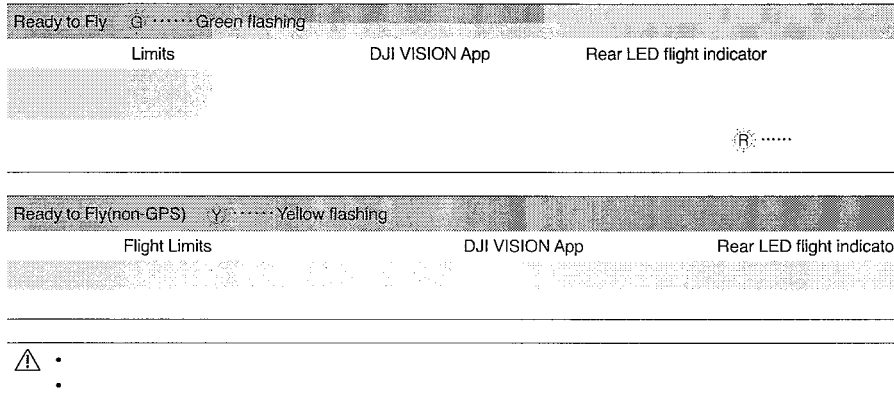 Ready to Fly G ······ Green flashing
Limits DJI VISION App Rear LED flight indicator
R ······
Ready to Fly(non-GPS) Y ······ Yellow flashing
Flight Limits DJI VISION App Rear LED flight indicato